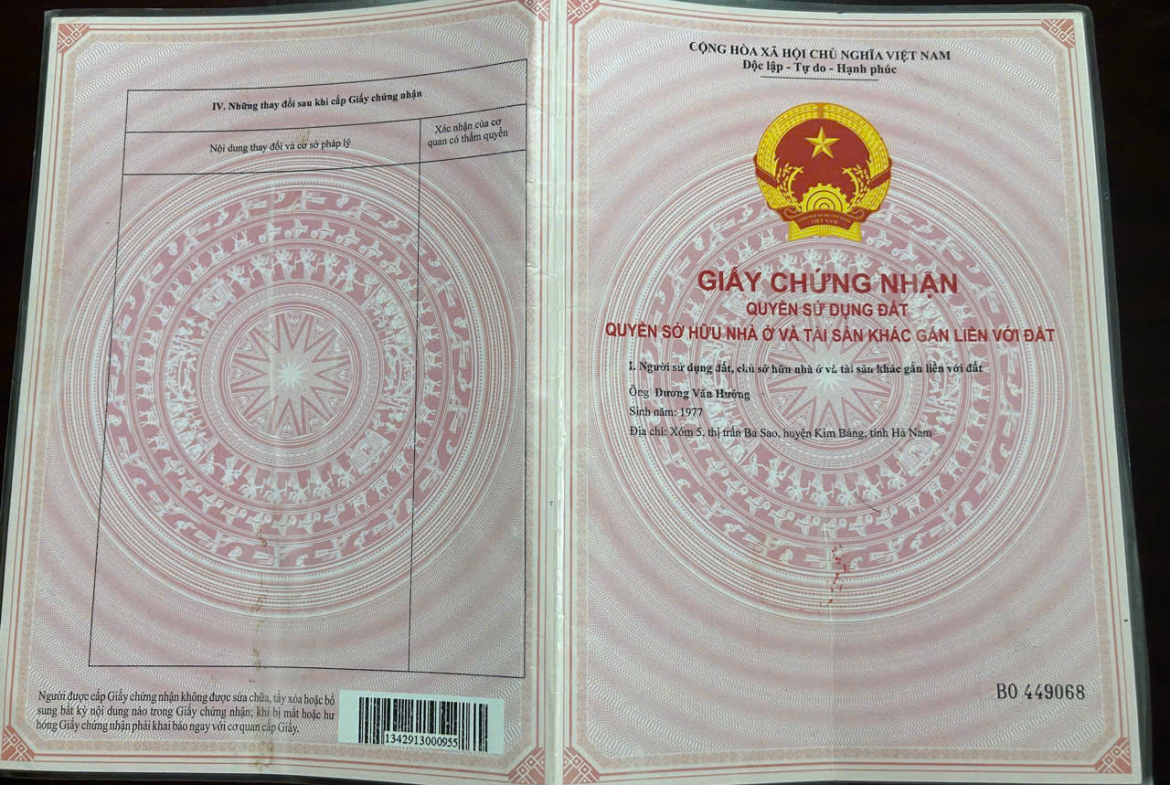 IV. Những thay đổi sau khi cấp Giấy chứng nhận
Nội dung thay đổi và cơ sở pháp lý
Xác nhận của cơ
quan có thẩm quyền
Người được cấp Giấy chứng nhận không được sửa chữa, tẩy xóa hoặc bổ
sung bất kỳ nội dung nào trong Giấy chứng nhận; khi bị mất hoặc hư
hỏng Giấy chứng nhận phải khai báo ngay với cơ quan cấp Giấy.
1342913000955
CỘNG HÒA XÃ HỘI CHỦ NGHĨA VIỆT NAM
Độc lập - Tự do - Hạnh phúc
VIỆT NAM
GIẤY CHỨNG NHẬN
QUYỀN SỬ DỤNG ĐẤT
QUYỀN SỞ HỮU NHÀ Ở VÀ TÀI SẢN KHÁC GẮN LIỀN VỚI ĐẤT
I. Người sử dụng đất, chủ sở hữu nhà ở và tài sản khác gắn liền với đất
Ông Dương Văn Hưởng
Sinh năm: 1977
Địa chỉ: Xóm 5, thị trấn Ba Sao, huyện Kim Bảng, tỉnh Hà Nam
BO 449068